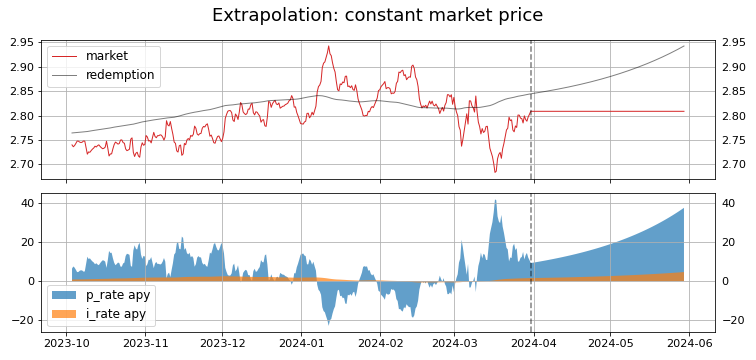 Extrapolation: constant market price
2.95 2.95
market
redemption
2.90 2.90
2.85 2.85
2.80 2.80
2.75 2.75
2.70 2.70
40 40
20 20
0 0
p_rate apy
i_rate apy
−20 −20
2023-10 2023-11 2023-12 2024-01 2024-02 2024-03 2024-04 2024-05 2024-06